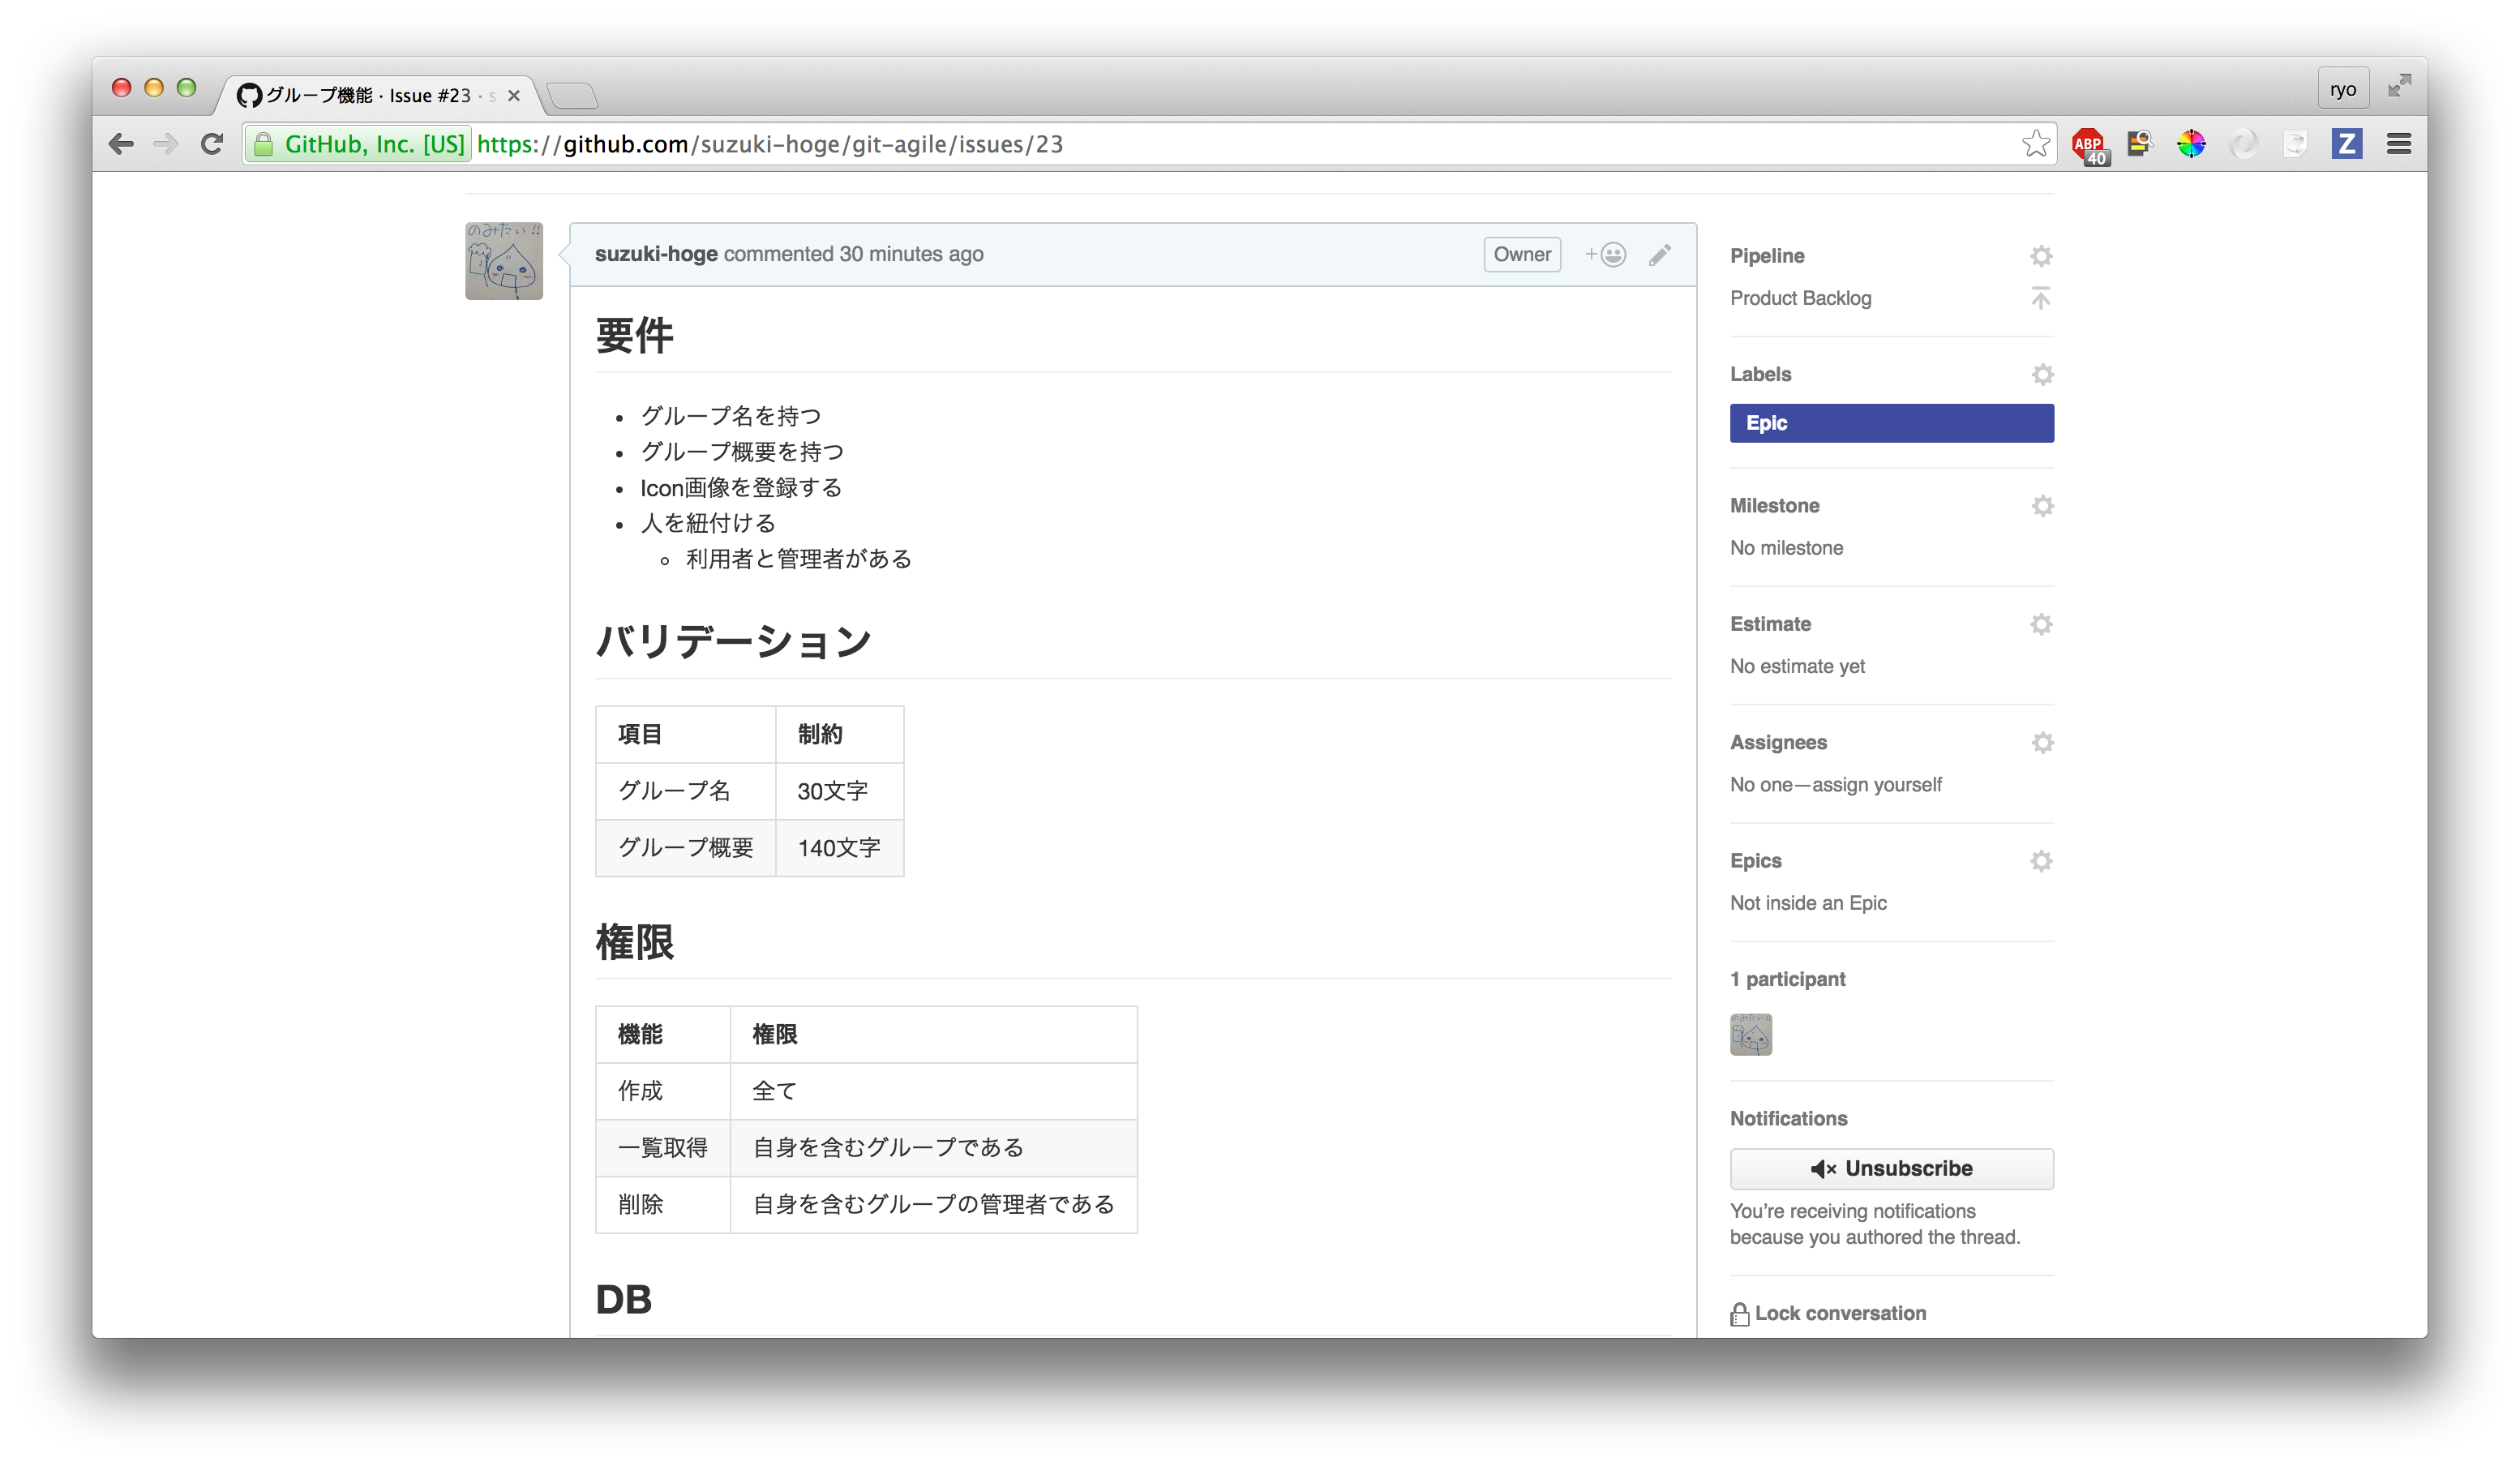 グループ機能 · Issue #23 · s
ryo
GitHub, Inc. [US] https://github.com/suzuki-hoge/git-agile/issues/23
ABP
40
Z
のみたい!!
suzuki-hoge commented 30 minutes ago
Owner
要件
グループ名を持つ
グループ概要を持つ
Icon画像を登録する
人を紐付ける
利用者と管理者がある
バリデーション
項目 制約
グループ名 30文字
グループ概要 140文字
権限
機能 権限
作成 全て
一覧取得 自身を含むグループである
削除 自身を含むグループの管理者である
DB
Pipeline
Product Backlog
Labels
Epic
Milestone
No milestone
Estimate
No estimate yet
Assignees
No one—assign yourself
Epics
Not inside an Epic
1 participant
のみたい!!
Notifications
Unsubscribe
You’re receiving notifications
because you authored the thread.
Lock conversation